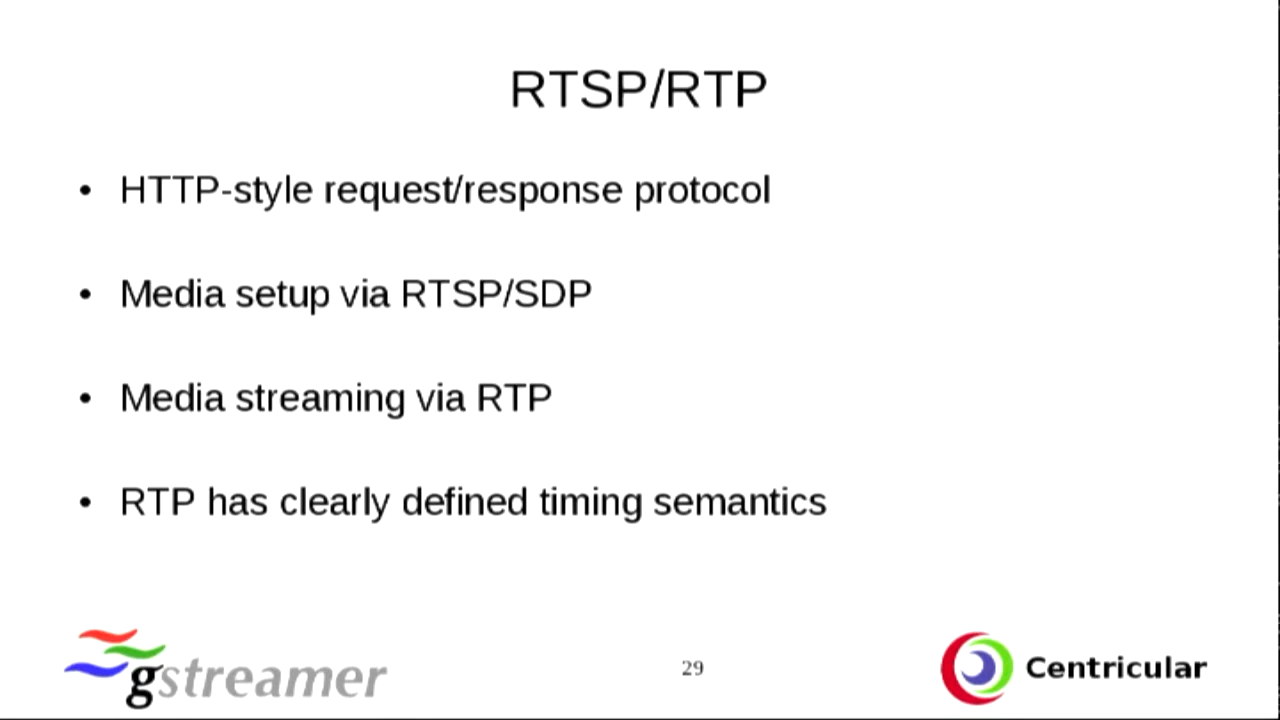 RTSP/RTP
• HTTP-style request/response protocol
• Media setup via RTSP/SDP
• Media streaming via RTP
• RTP has clearly defined timing semantics
gstreamer
29
Centricular